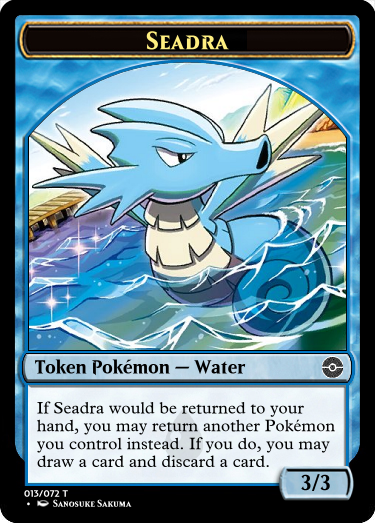 Seadra
Token Pokémon — Water
If Seadra would be returned to your
hand, you may return another Pokémon
you control instead. If you do, you may
draw a card and discard a card.
3/3
013/072 T
• Sanosuke Sakuma